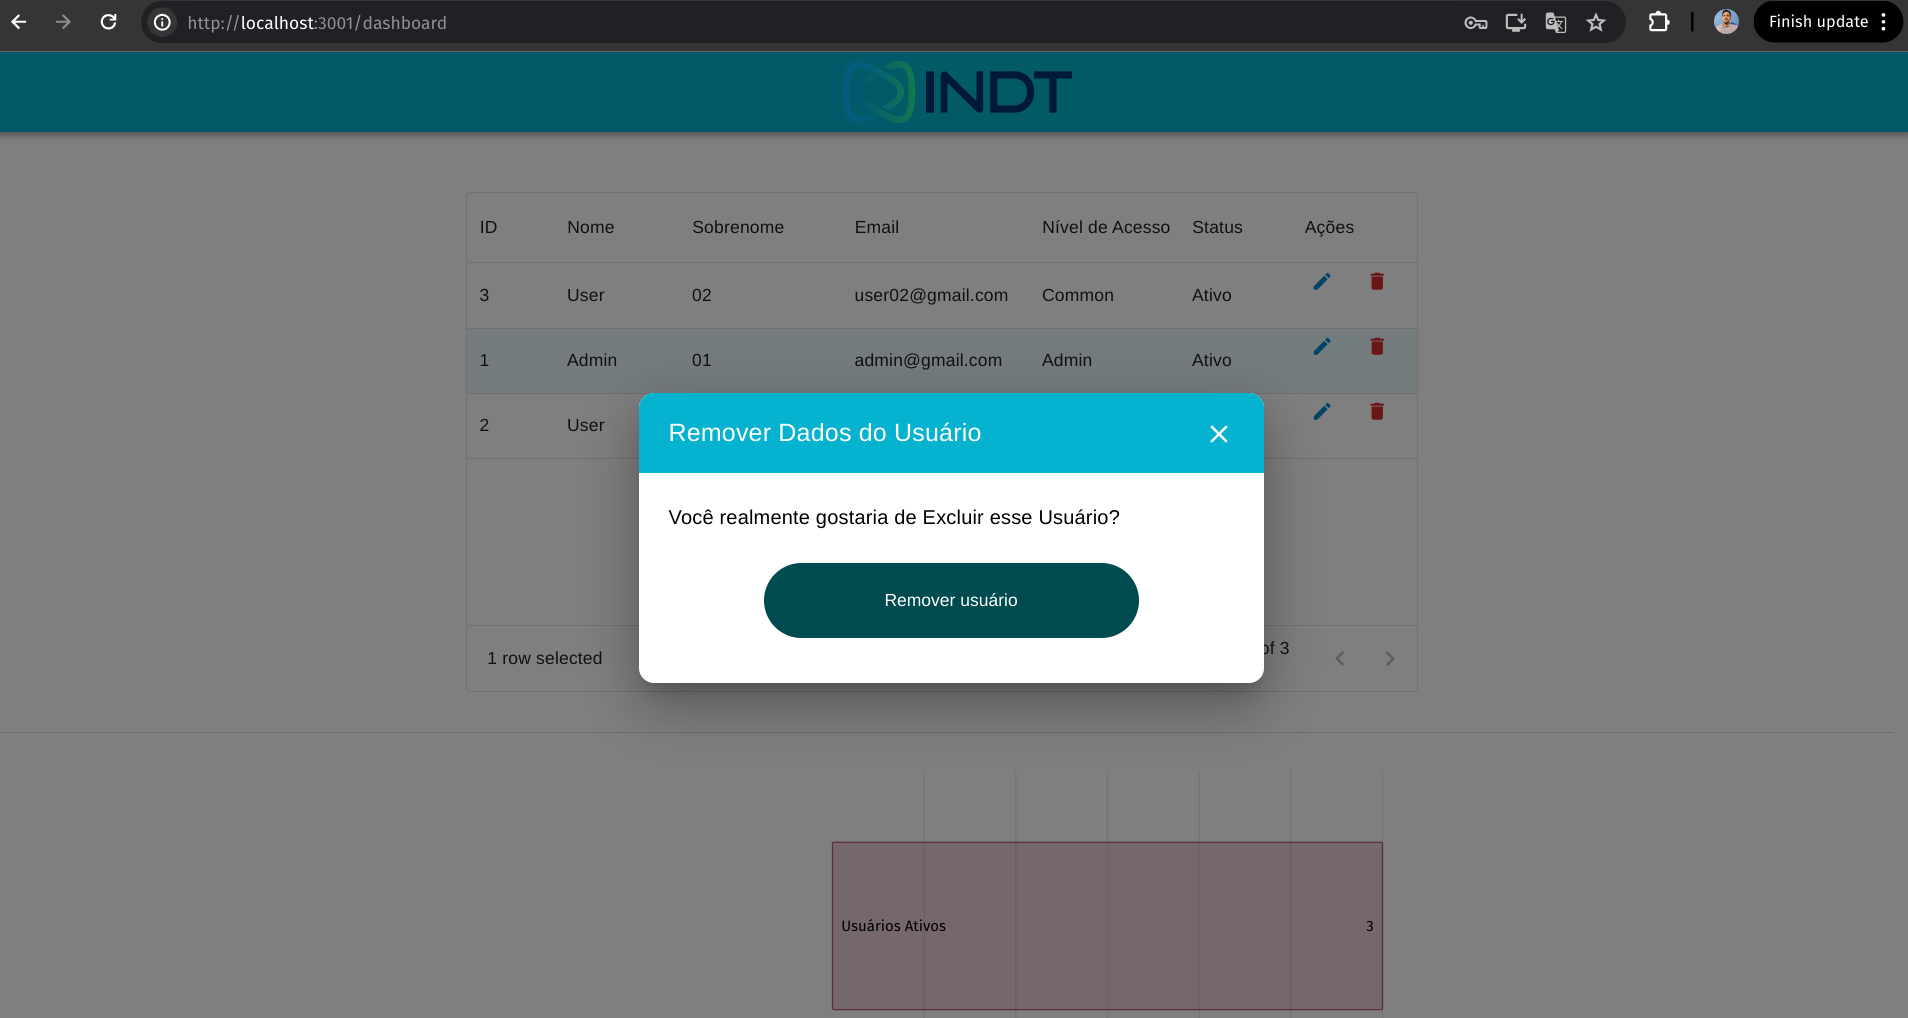 http://localhost:3001/dashboard
Finish update
INDT
ID Nome Sobrenome Email Nível de Acesso Status Ações
3 User 02 user02@gmail.com Common Ativo
1 Admin 01 admin@gmail.com Admin Ativo
2 User
Remover Dados do Usuário
Você realmente gostaria de Excluir esse Usuário?
Remover usuário
1 row selected
of 3
Usuários Ativos 3